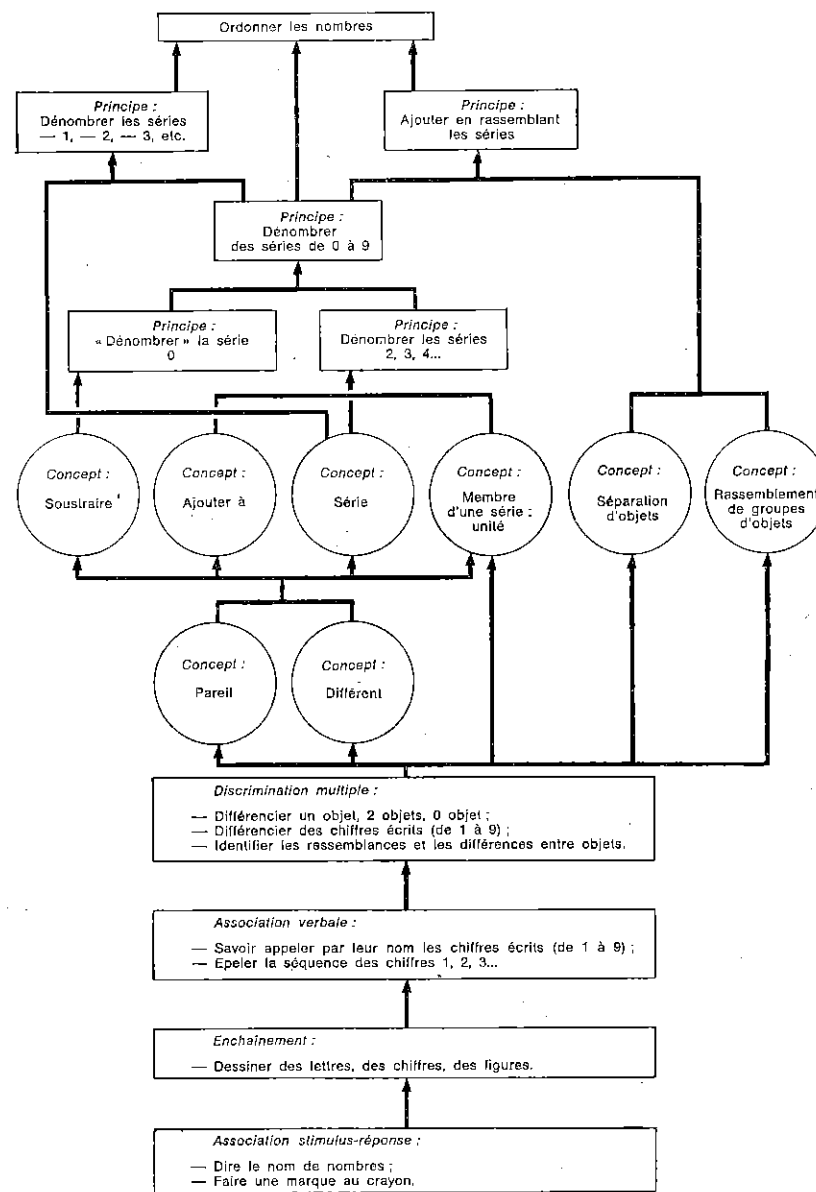 Ordonner les nombres
Principe :
Dénombrer les séries
— 1, — 2, — 3, etc.
Principe :
Ajouter en rassemblant
les séries
Principe :
Dénombrer
des séries de 0 à 9
Principe :
« Dénombrer » la série
0
Principe :
Dénombrer les séries
2, 3, 4...
Concept :
Soustraire
Concept :
Ajouter à
Concept :
Série
Concept :
Membre
d'une série :
unité
Concept :
Séparation
d'objets
Concept :
Rassemblement
de groupes
d'objets
Concept :
Pareil
Concept :
Différent
Discrimination multiple :
— Différencier un objet, 2 objets, 0 objet ;
— Différencier des chiffres écrits (de 1 à 9) ;
— Identifier les ressemblances et les différences entre objets.
Association verbale :
— Savoir appeler par leur nom les chiffres écrits (de 1 à 9) ;
— Epeler la séquence des chiffres 1, 2, 3...
Enchaînement :
— Dessiner des lettres, des chiffres, des figures.
Association stimulus-réponse :
— Dire le nom de nombres ;
— Faire une marque au crayon.